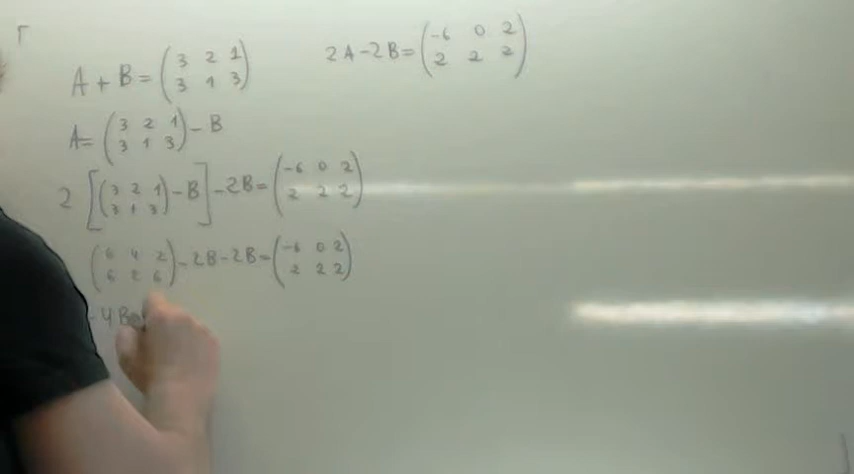 A + B = ( 3 2 1 / 3 1 3 )
2A - 2B = ( -6 0 2 / 2 2 2 )
A = ( 3 2 1 / 3 1 3 ) - B
2 [ ( 3 2 1 / 3 1 3 ) - B ] - 2B = ( -6 0 2 / 2 2 2 )
( 6 4 2 / 6 2 6 ) - 2B - 2B = ( -6 0 2 / 2 2 2 )
- 4B